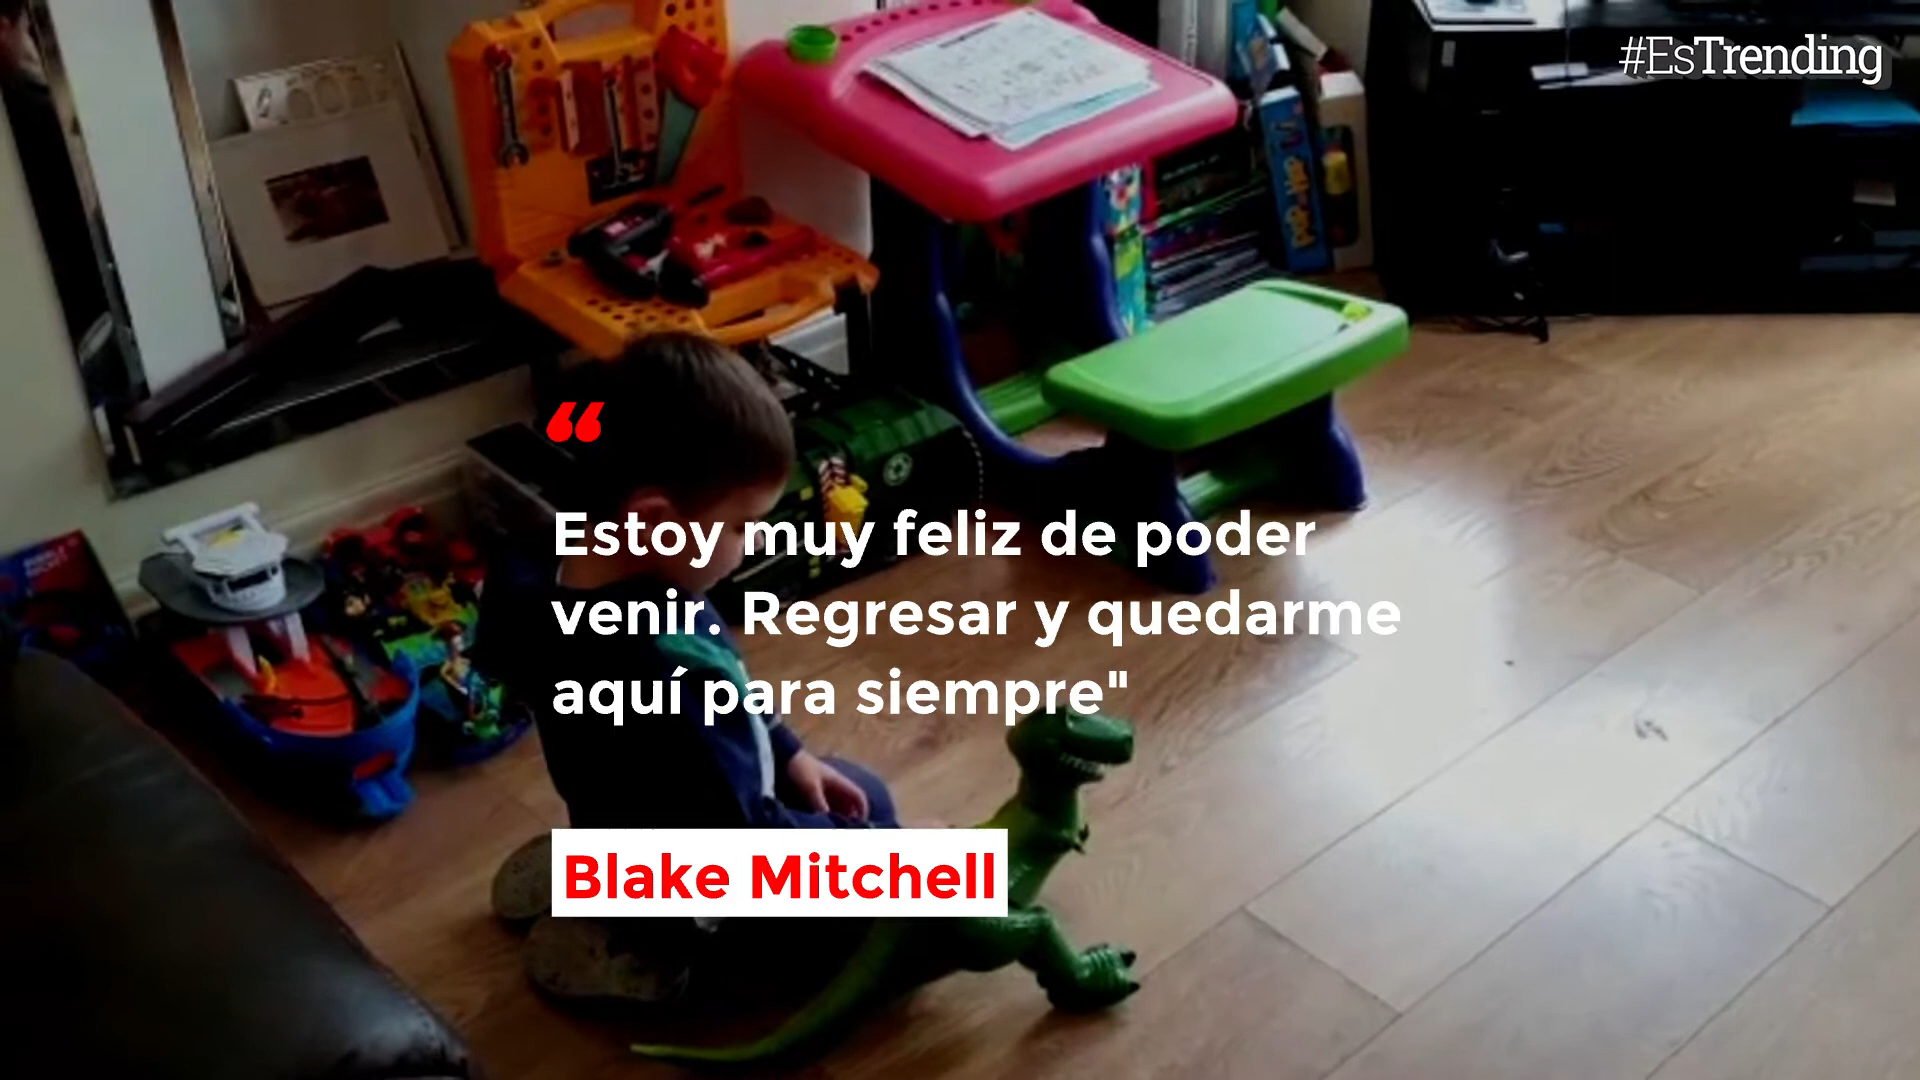 #EsTrending
“
Estoy muy feliz de poder
venir. Regresar y quedarme
aquí para siempre"
Blake Mitchell